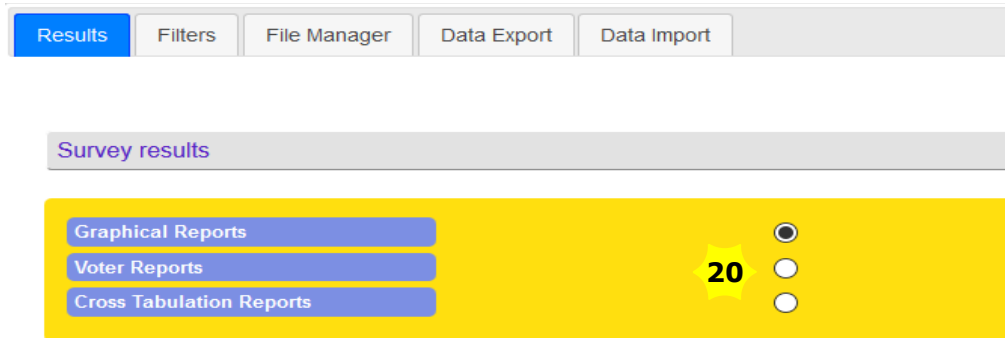 Results Filters File Manager Data Export Data Import
Survey results
Graphical Reports
Voter Reports
20
Cross Tabulation Reports